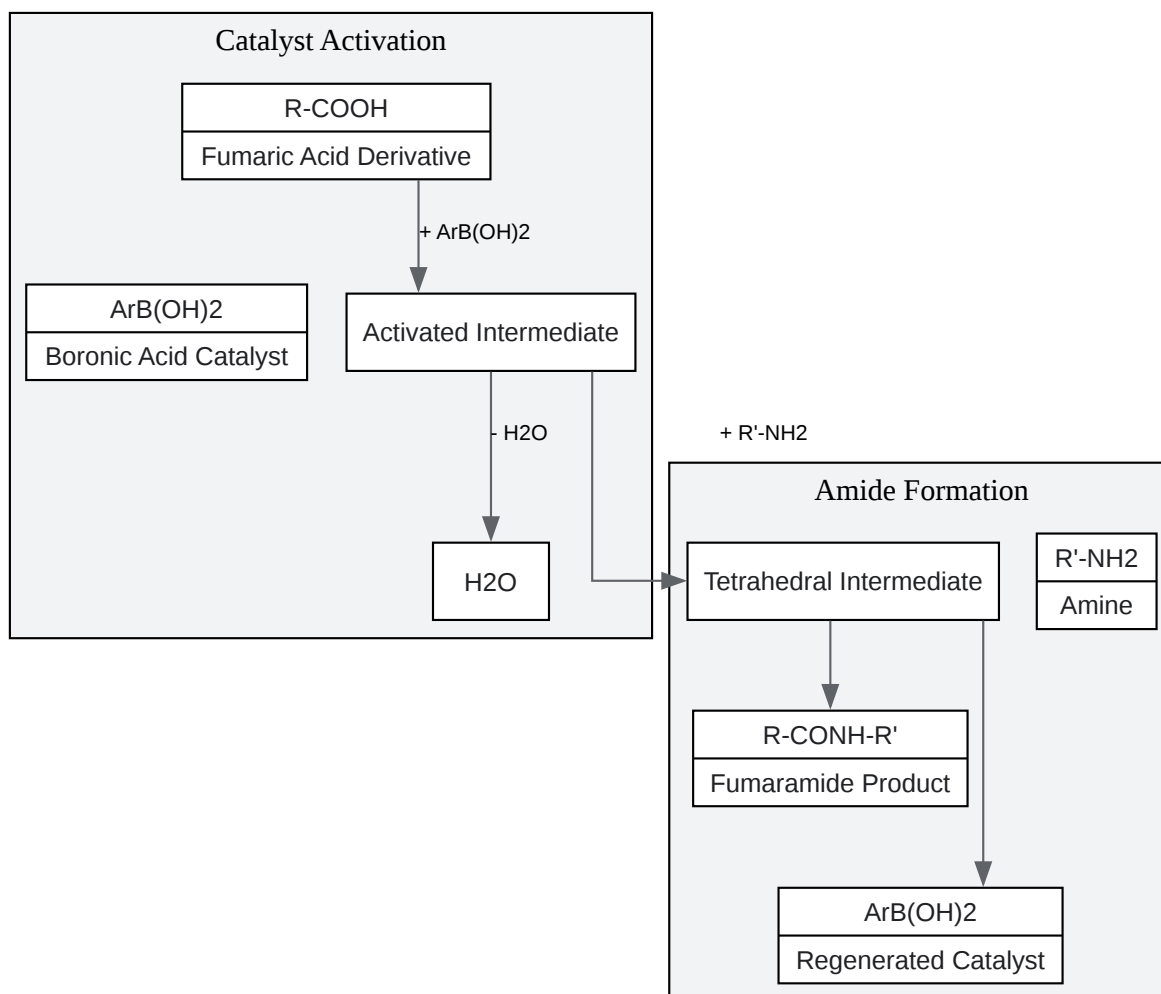 Catalyst Activation
R-COOH
Fumaric Acid Derivative
+ ArB(OH)2
ArB(OH)2
Boronic Acid Catalyst
Activated Intermediate
- H2O
H2O
+ R'-NH2
Amide Formation
Tetrahedral Intermediate
R'-NH2
Amine
R-CONH-R'
Fumaramide Product
ArB(OH)2
Regenerated Catalyst